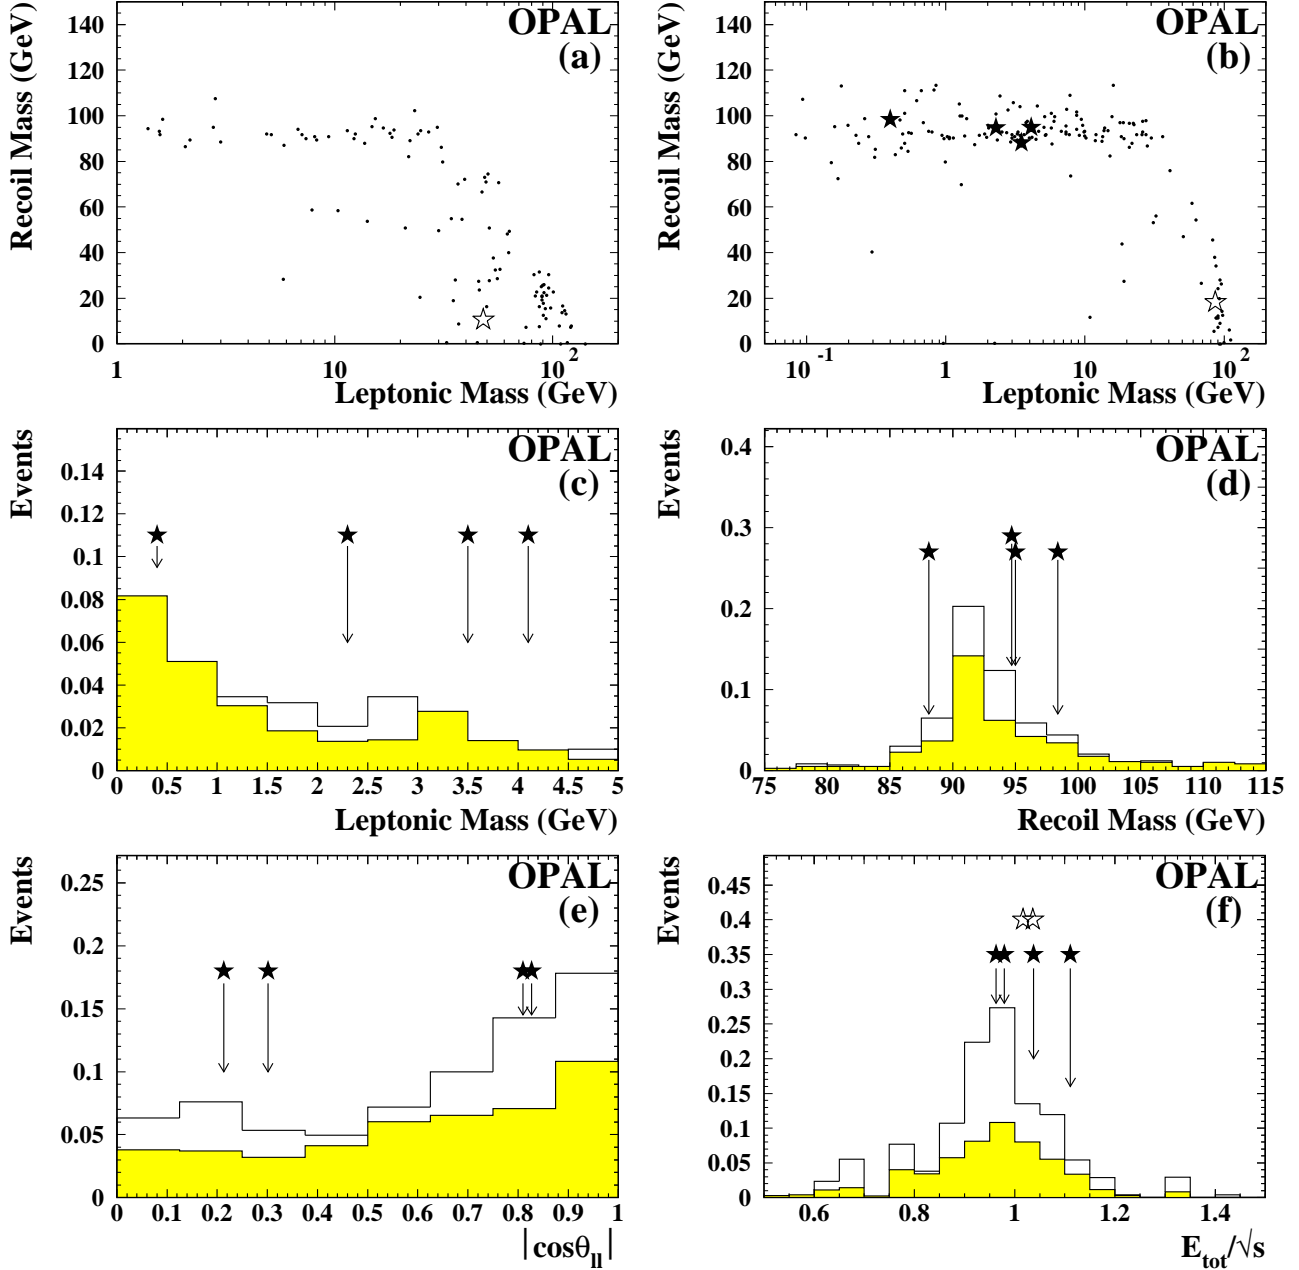 OPAL
(a)
Recoil Mass (GeV)
140
120
100
80
60
40
20
0
1
10
10^2
Leptonic Mass (GeV)
OPAL
(b)
Recoil Mass (GeV)
140
120
100
80
60
40
20
0
10^-1
1
10
10^2
Leptonic Mass (GeV)
OPAL
(c)
Events
0.14
0.12
0.1
0.08
0.06
0.04
0.02
0
0 0.5 1 1.5 2 2.5 3 3.5 4 4.5 5
Leptonic Mass (GeV)
OPAL
(d)
Events
0.4
0.3
0.2
0.1
0
75 80 85 90 95 100 105 110 115
Recoil Mass (GeV)
OPAL
(e)
Events
0.25
0.2
0.15
0.1
0.05
0
0 0.1 0.2 0.3 0.4 0.5 0.6 0.7 0.8 0.9 1
|cosθ_ll|
OPAL
(f)
Events
0.45
0.4
0.35
0.3
0.25
0.2
0.15
0.1
0.05
0
0.6 0.8 1 1.2 1.4
E_tot/√s